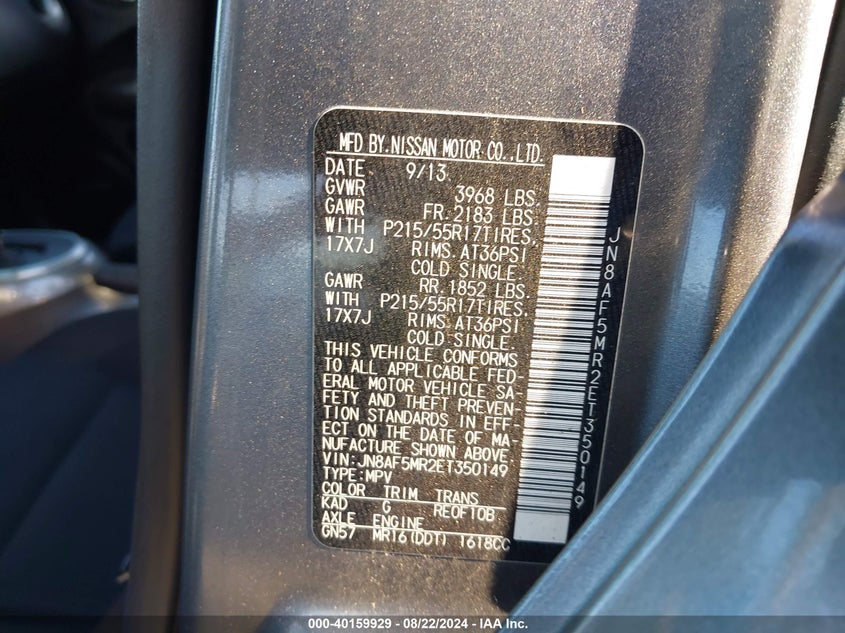 MFD BY.NISSAN MOTOR CO.,LTD.
DATE 9/13
GVWR 3968 LBS.
GAWR FR.2183 LBS.
WITH P215/55R17TIRES,
17X7J RIMS.AT36PSI
COLD SINGLE.
GAWR RR.1852 LBS.
WITH P215/55R17TIRES,
17X7J RIMS.AT36PSI
COLD SINGLE.
THIS VEHICLE CONFORMS
TO ALL APPLICABLE FED-
ERAL MOTOR VEHICLE SA-
FETY AND THEFT PREVEN-
TION STANDARDS IN EFF-
ECT ON THE DATE OF MA-
NUFACTURE SHOWN ABOVE
VIN:JN8AF5MR2ET350149
TYPE:MPV
COLOR TRIM TRANS
KAD G RE0F10B
AXLE ENGINE
GN57 MR16(DDT) 1618CC
JN8AF5MR2ET350149
000-40159929 - 08/22/2024 - IAA Inc.